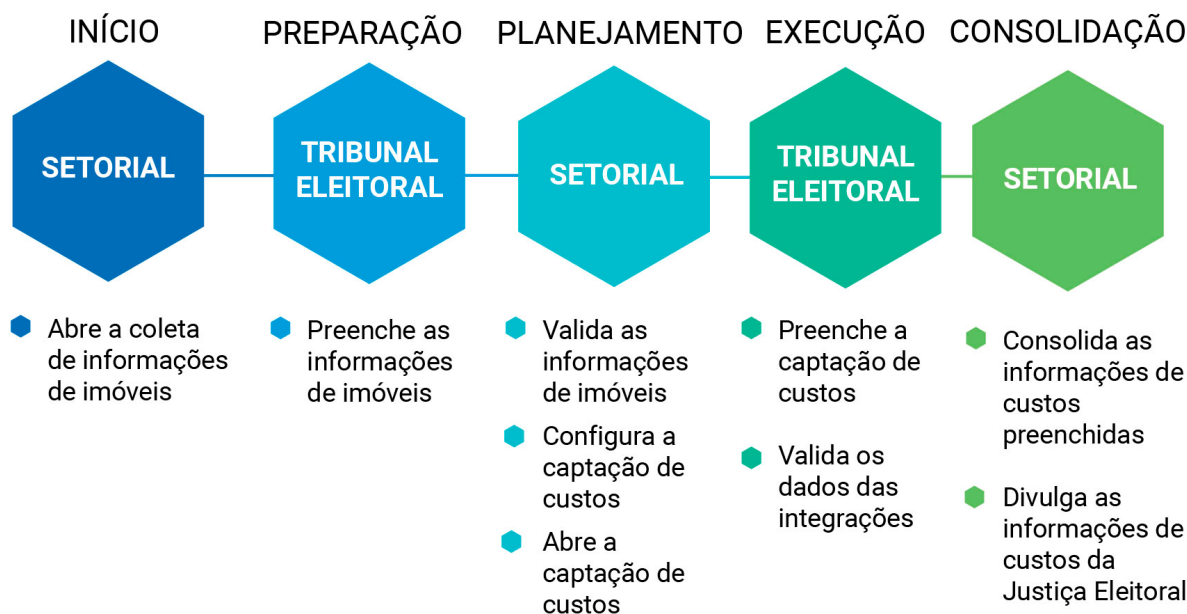 INÍCIO
SETORIAL
Abre a coleta
de informações
de imóveis
PREPARAÇÃO
TRIBUNAL
ELEITORAL
Preenche as
informações
de imóveis
PLANEJAMENTO
SETORIAL
Valida as
informações
de imóveis
Configura a
captação de
custos
Abre a
captação de
custos
EXECUÇÃO
TRIBUNAL
ELEITORAL
Preenche a
captação de
custos
Valida os
dados das
integrações
CONSOLIDAÇÃO
SETORIAL
Consolida as
informações de
custos
preenchidas
Divulga as
informações de
custos da
Justiça Eleitoral